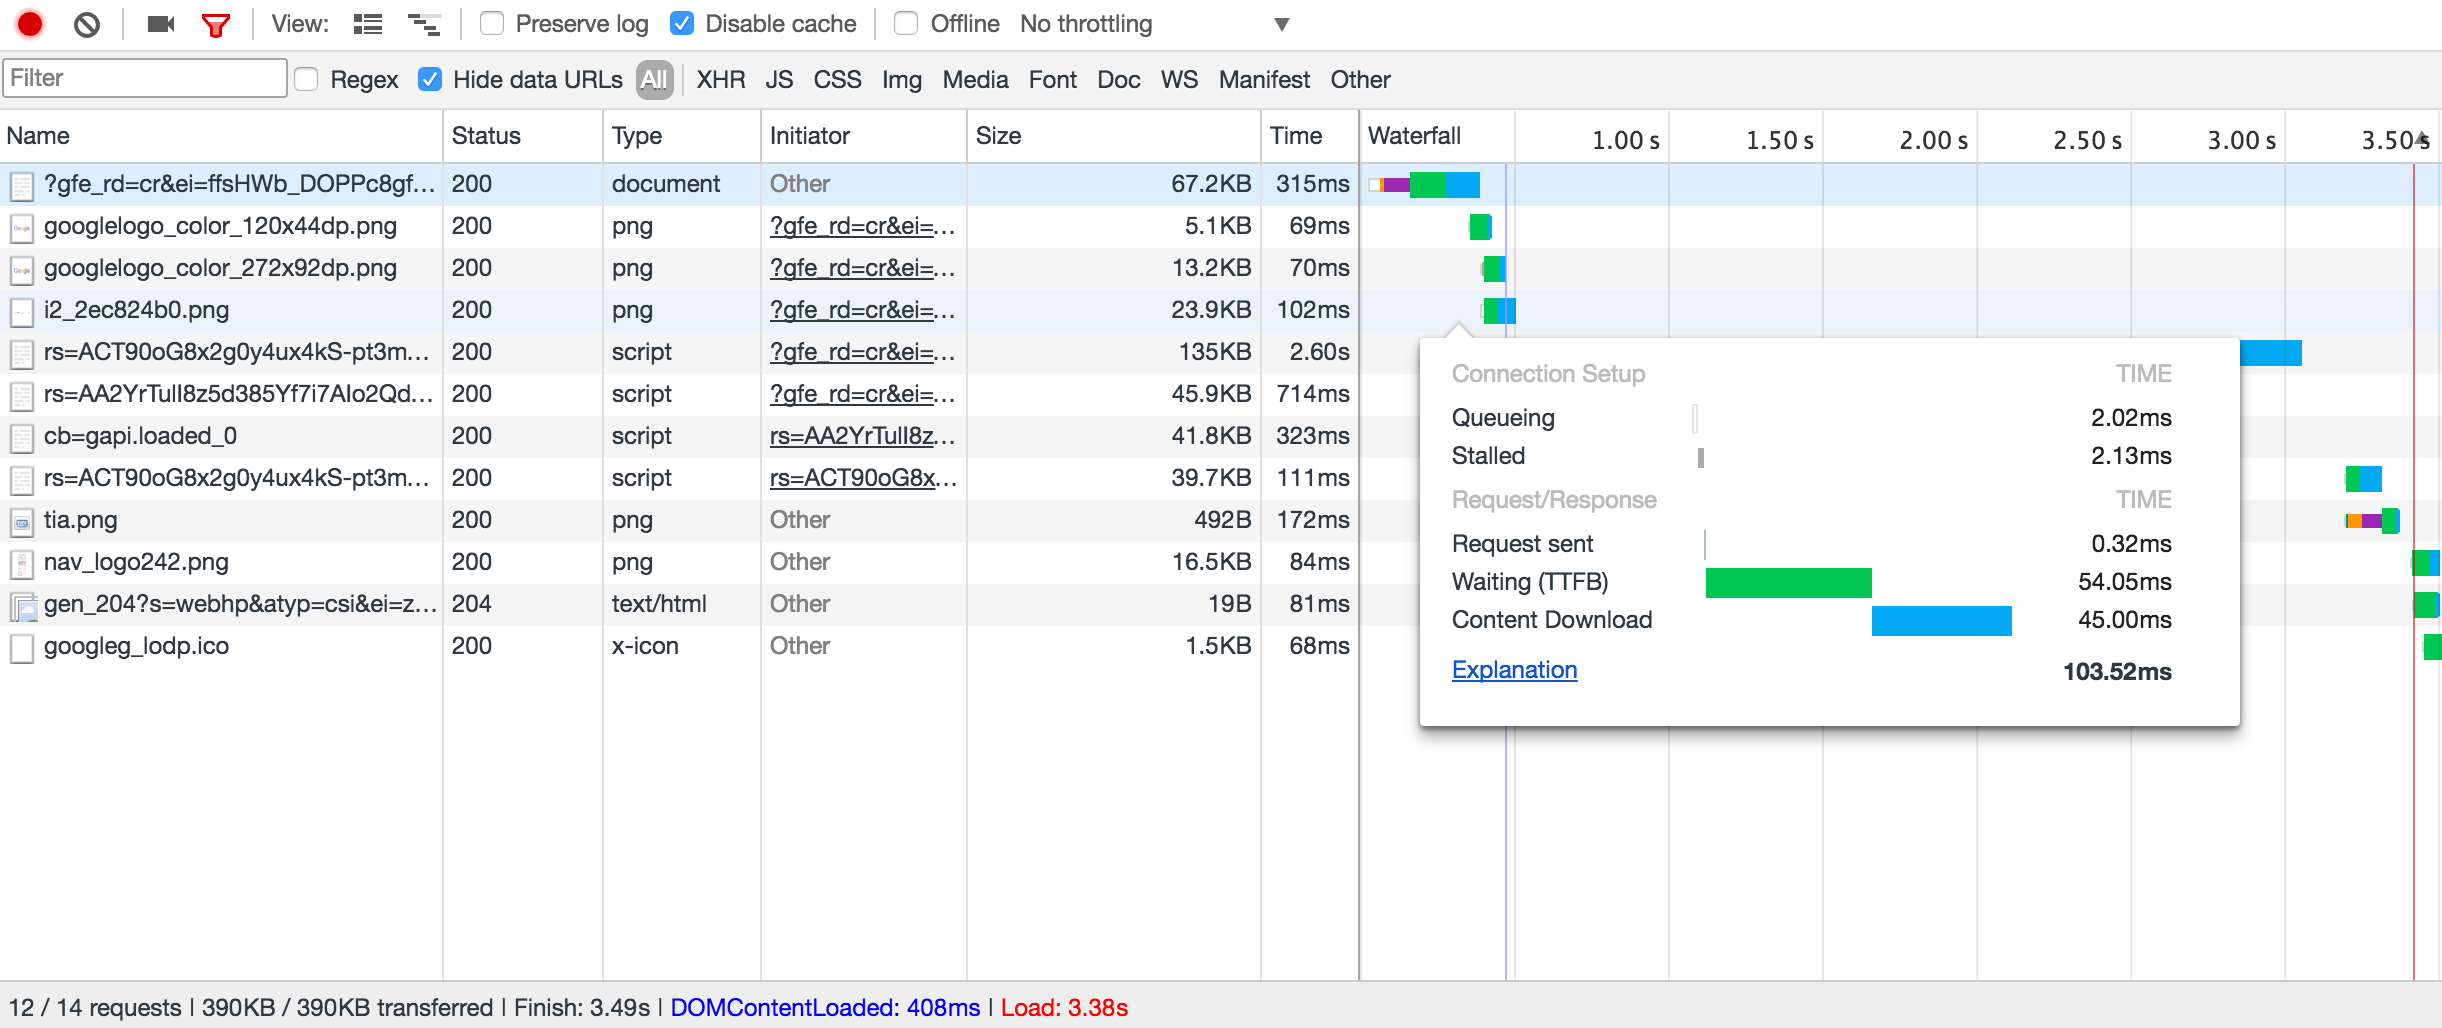 View: Preserve log Disable cache Offline No throttling ▼
Filter Regex Hide data URLs All XHR JS CSS Img Media Font Doc WS Manifest Other
Name Status Type Initiator Size Time Waterfall 1.00 s 1.50 s 2.00 s 2.50 s 3.00 s 3.50 s
?gfe_rd=cr&ei=ffsHWb_DOPPc8gf... 200 document Other 67.2KB 315ms
googlelogo_color_120x44dp.png 200 png ?gfe_rd=cr&ei=... 5.1KB 69ms
googlelogo_color_272x92dp.png 200 png ?gfe_rd=cr&ei=... 13.2KB 70ms
i2_2ec824b0.png 200 png ?gfe_rd=cr&ei=... 23.9KB 102ms
rs=ACT90oG8x2g0y4ux4kS-pt3m... 200 script ?gfe_rd=cr&ei=... 135KB 2.60s
rs=AA2YrTulI8z5d385Yf7i7AIo2Qd... 200 script ?gfe_rd=cr&ei=... 45.9KB 714ms
cb=gapi.loaded_0 200 script rs=AA2YrTulI8z... 41.8KB 323ms
rs=ACT90oG8x2g0y4ux4kS-pt3m... 200 script rs=ACT90oG8x... 39.7KB 111ms
tia.png 200 png Other 492B 172ms
nav_logo242.png 200 png Other 16.5KB 84ms
gen_204?s=webhp&atyp=csi&ei=z... 204 text/html Other 19B 81ms
googleg_lodp.ico 200 x-icon Other 1.5KB 68ms
Connection Setup TIME
Queueing 2.02ms
Stalled 2.13ms
Request/Response TIME
Request sent 0.32ms
Waiting (TTFB) 54.05ms
Content Download 45.00ms
Explanation 103.52ms
12 / 14 requests | 390KB / 390KB transferred | Finish: 3.49s | DOMContentLoaded: 408ms | Load: 3.38s